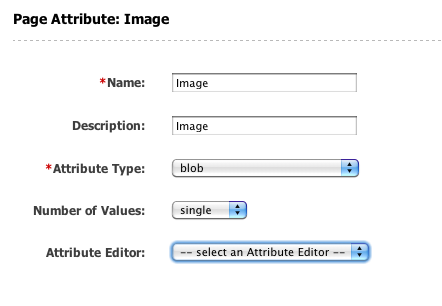 Page Attribute: Image
*Name: Image
Description: Image
*Attribute Type: blob
Number of Values: single
Attribute Editor: -- select an Attribute Editor --